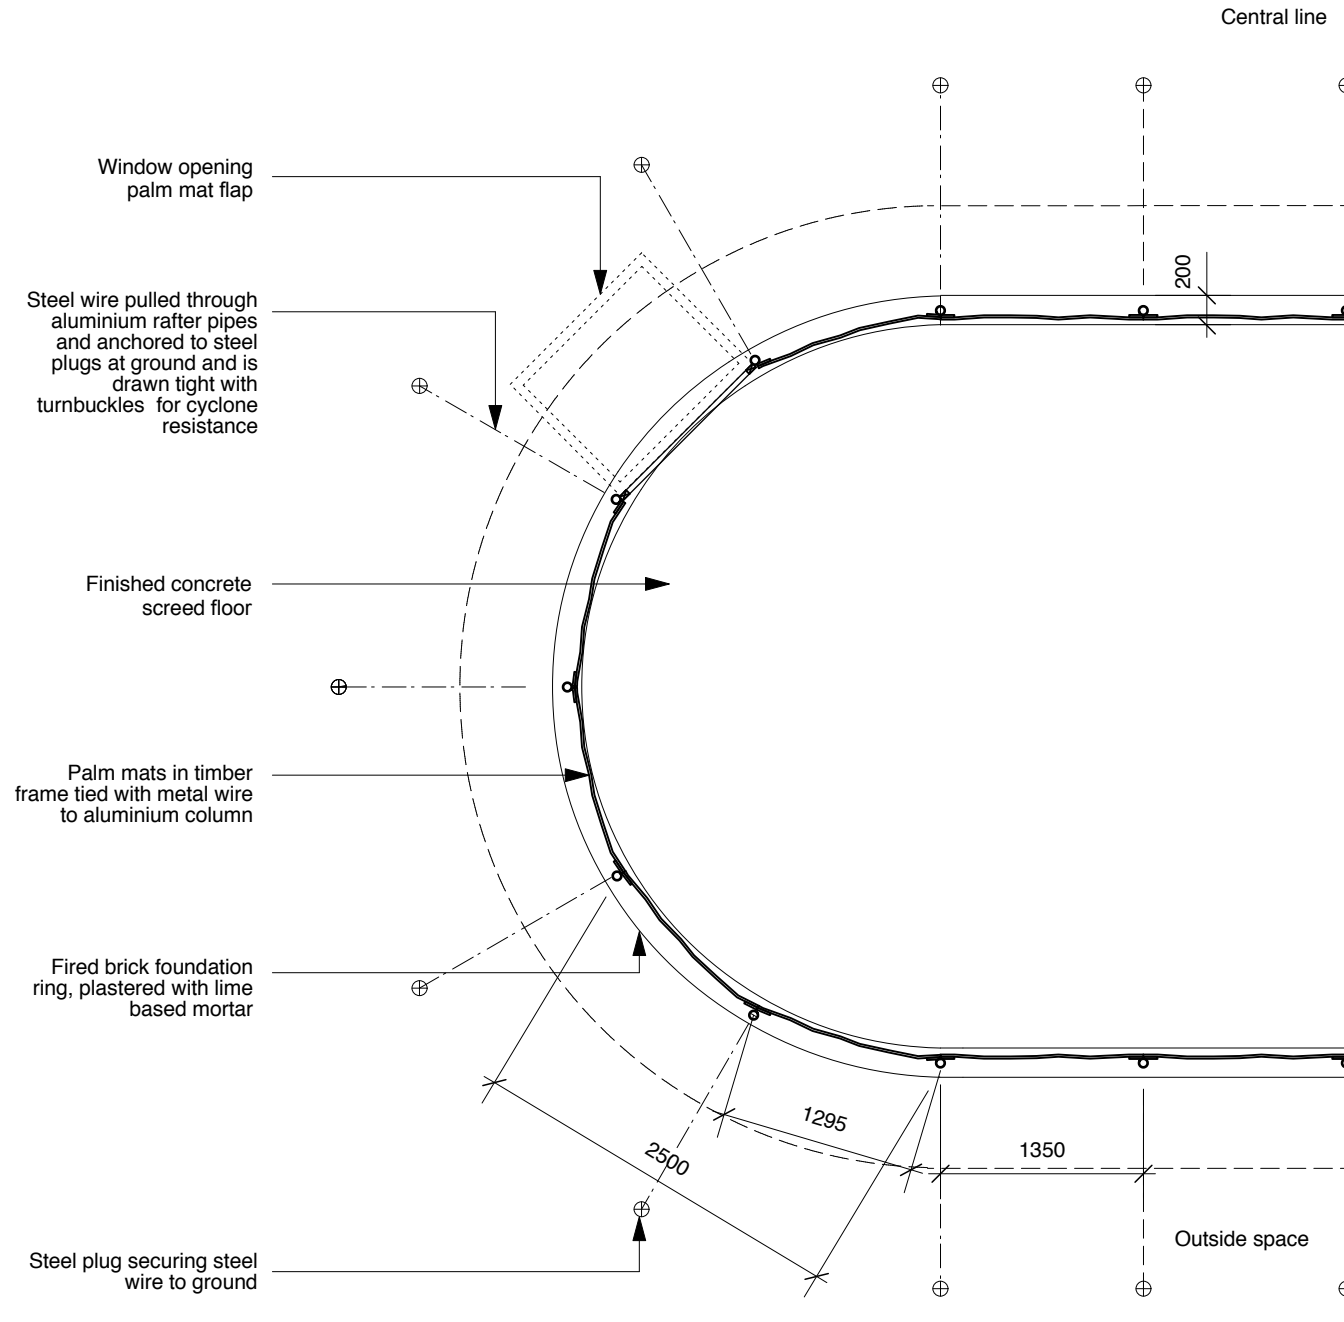 Central line
Window opening
palm mat flap
200
Steel wire pulled through
aluminium rafter pipes
and anchored to steel
plugs at ground and is
drawn tight with
turnbuckles  for cyclone
resistance
Finished concrete
screed floor
Palm mats in timber
frame tied with metal wire
to aluminium column
Fired brick foundation
ring, plastered with lime
based mortar
1295
2500
1350
Outside space
Steel plug securing steel
wire to ground